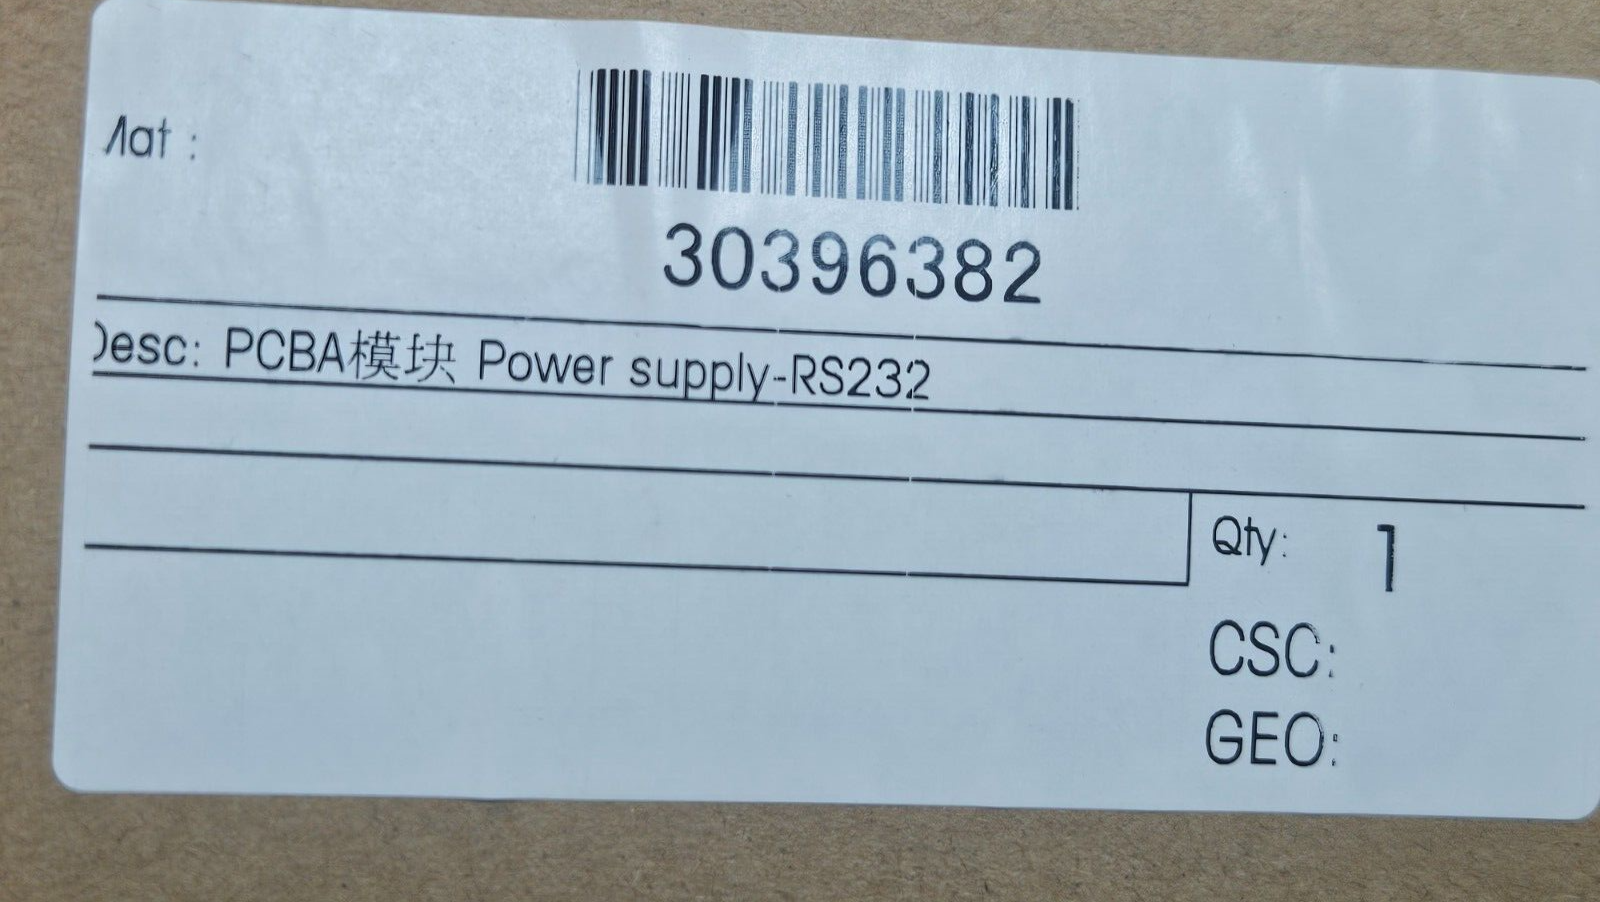 Mat :
30396382
Desc: PCBA模块 Power supply-RS232
Qty: 1
CSC:
GEO: